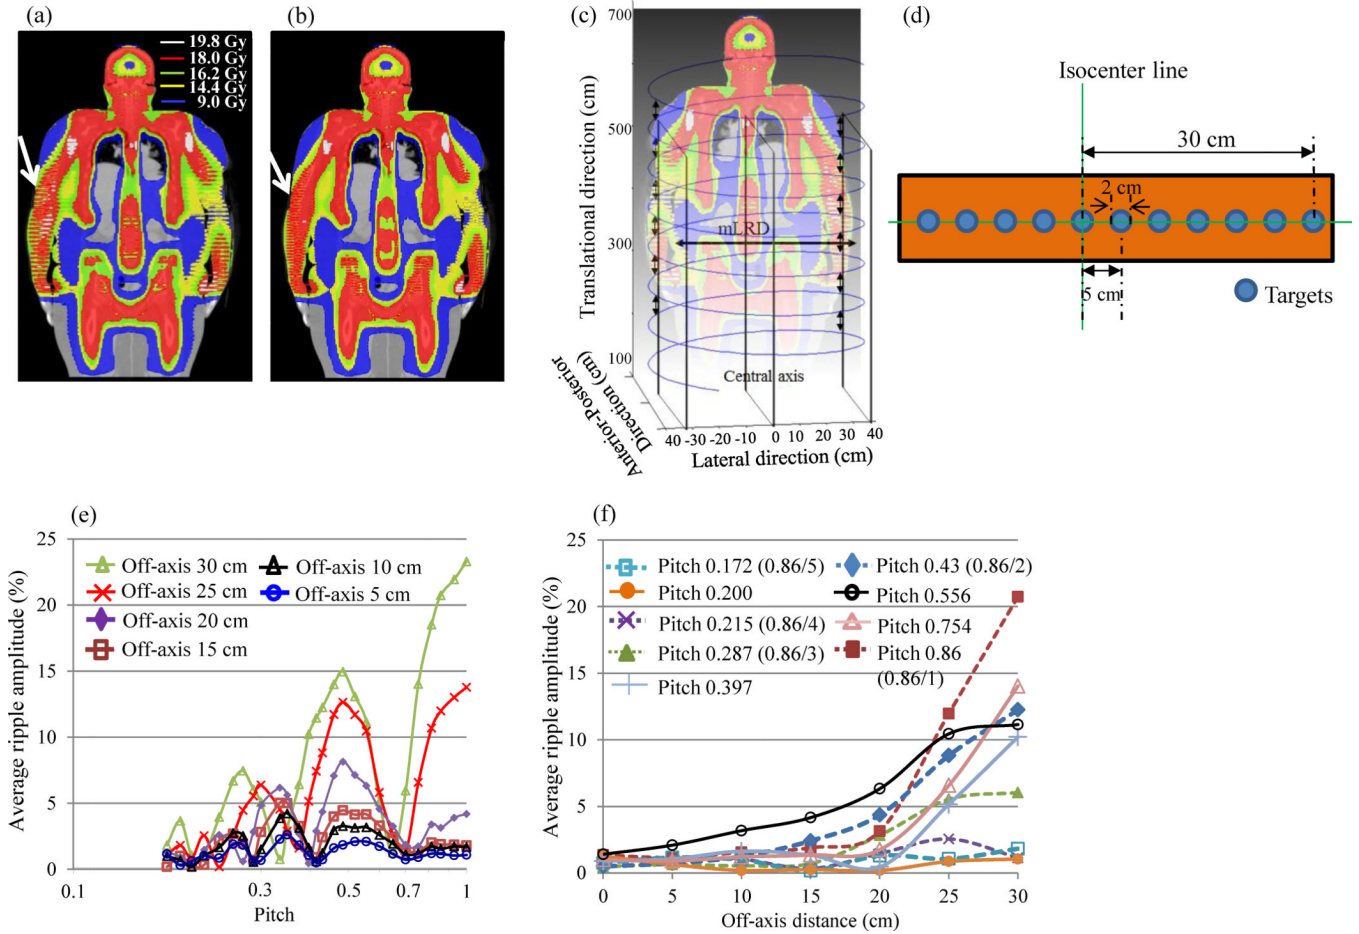 (a)
19.8 Gy
18.0 Gy
16.2 Gy
14.4 Gy
9.0 Gy
(b)
(c)
700
500
300
100
Translational direction (cm)
mLRD
Central axis
Anterior-Posterior
Direction (cm)
40 -30 -20 -10 0 10 20 30 40
Lateral direction (cm)
(d)
Isocenter line
30 cm
2 cm
5 cm
Targets
(e)
Average ripple amplitude (%)
25
20
15
10
5
0
Off-axis 30 cm
Off-axis 25 cm
Off-axis 20 cm
Off-axis 15 cm
Off-axis 10 cm
Off-axis 5 cm
0.1 0.3 0.5 0.7 1
Pitch
(f)
Average ripple amplitude (%)
25
20
15
10
5
0
Pitch 0.172 (0.86/5)
Pitch 0.200
Pitch 0.215 (0.86/4)
Pitch 0.287 (0.86/3)
Pitch 0.397
Pitch 0.43 (0.86/2)
Pitch 0.556
Pitch 0.754
Pitch 0.86
(0.86/1)
0 5 10 15 20 25 30
Off-axis distance (cm)